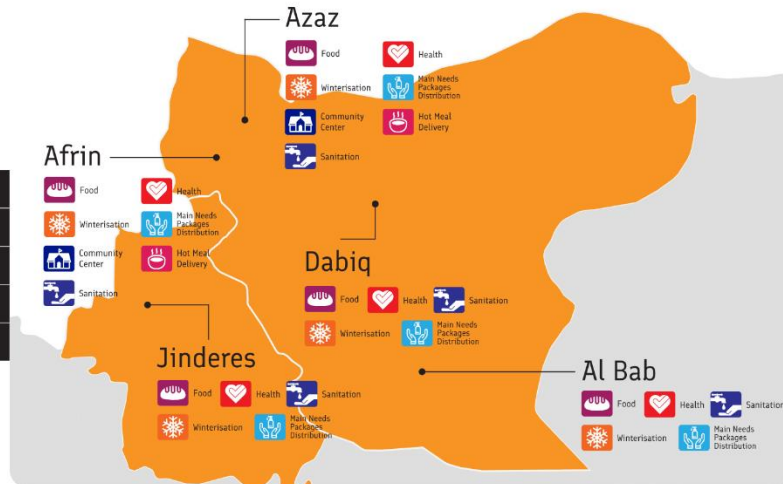 Azaz
Food
Health
Winterisation
Main Needs
Packages
Distribution
Community
Center
Hot Meal
Delivery
Sanitation
Afrin
Food
Health
Winterisation
Main Needs
Packages
Distribution
Community
Center
Hot Meal
Delivery
Sanitation
Dabiq
Food
Health
Sanitation
Winterisation
Main Needs
Packages
Distribution
Jinderes
Food
Health
Sanitation
Winterisation
Main Needs
Packages
Distribution
Al Bab
Food
Health
Sanitation
Winterisation
Main Needs
Packages
Distribution